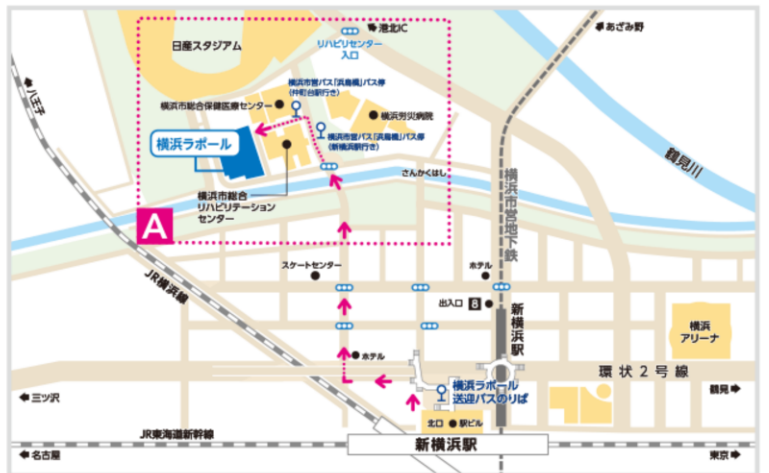 日産スタジアム
港北IC
あざみ野
リハビリセンター
入口
八王子
横浜市営バス「浜鳥橋」バス停
(仲町台駅行き)
横浜市総合保健医療センター
横浜労災病院
横浜市営バス「浜鳥橋」バス停
(新横浜駅行き)
横浜ラポール
鶴見川
さんかくはし
横浜市総合
リハビリテーション
センター
横浜市営地下鉄
A
JR横浜線
スケートセンター
ホテル
出入口 8
新横浜駅
横浜
アリーナ
ホテル
環状2号線
横浜ラポール
送迎バスのりば
鶴見
三ツ沢
北口
駅ビル
JR東海道新幹線
新横浜駅
名古屋
東京